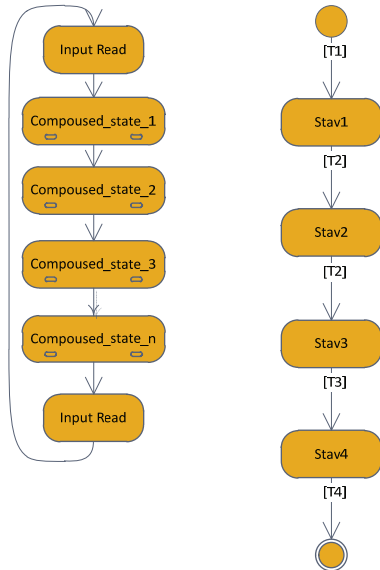 Input Read
Compoused_state_1
Compoused_state_2
Compoused_state_3
Compoused_state_n
Input Read
[T1]
Stav1
[T2]
Stav2
[T2]
Stav3
[T3]
Stav4
[T4]